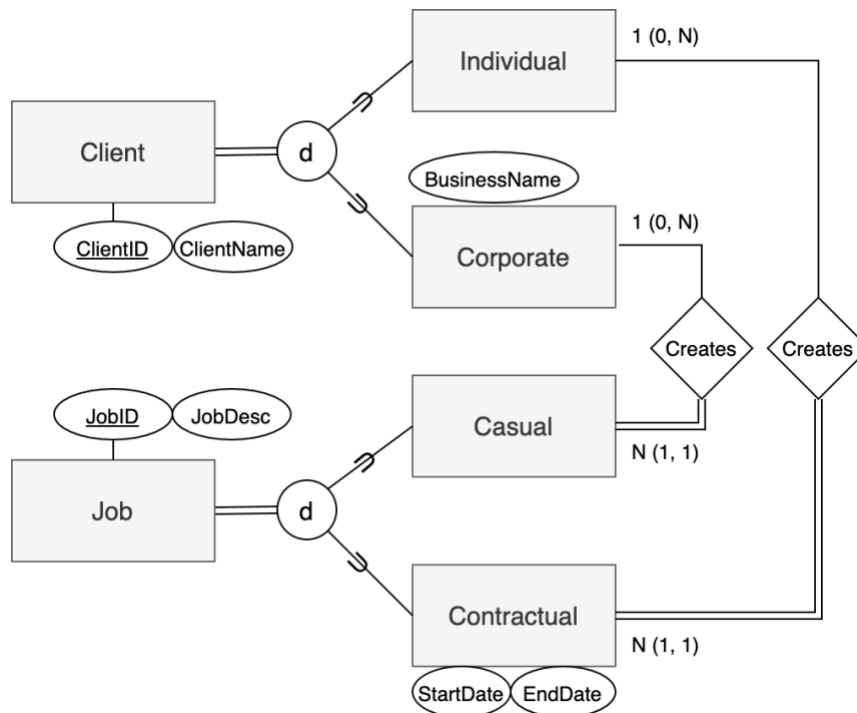 Individual
1 (0, N)
Client
d
BusinessName
ClientID
ClientName
Corporate
1 (0, N)
Creates
Creates
JobID
JobDesc
Casual
N (1, 1)
Job
d
Contractual
N (1, 1)
StartDate
EndDate